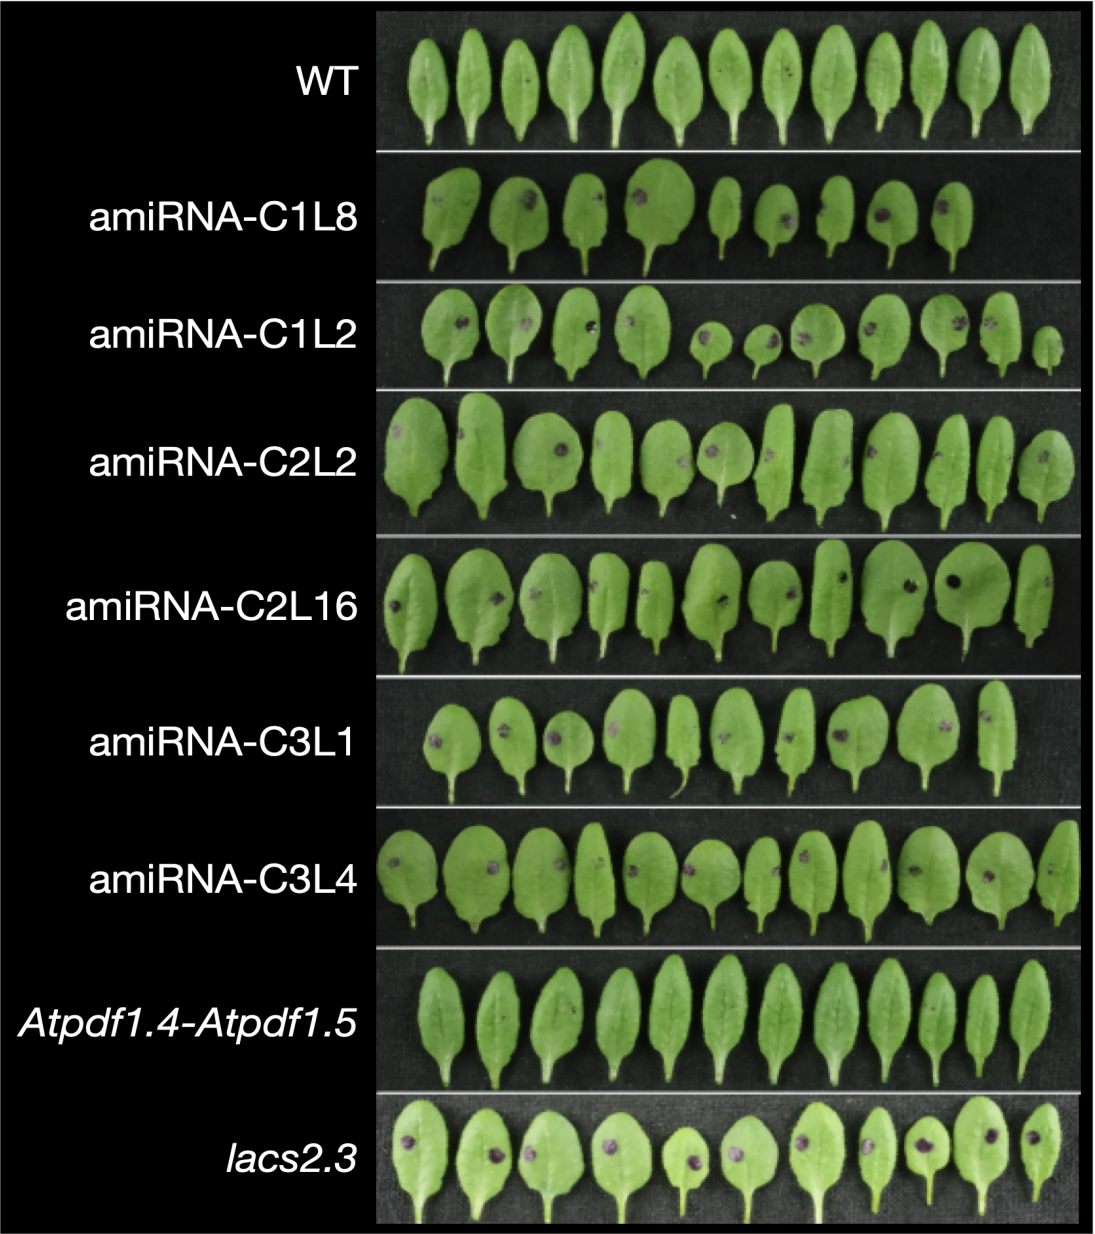 WT
amiRNA-C1L8
amiRNA-C1L2
amiRNA-C2L2
amiRNA-C2L16
amiRNA-C3L1
amiRNA-C3L4
Atpdf1.4-Atpdf1.5
lacs2.3